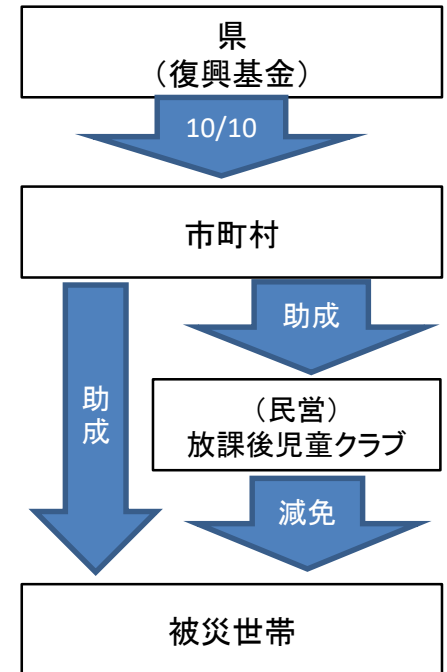 県
（復興基金）
10/10
市町村
助成
助成
（民営）
放課後児童クラブ
減免
被災世帯